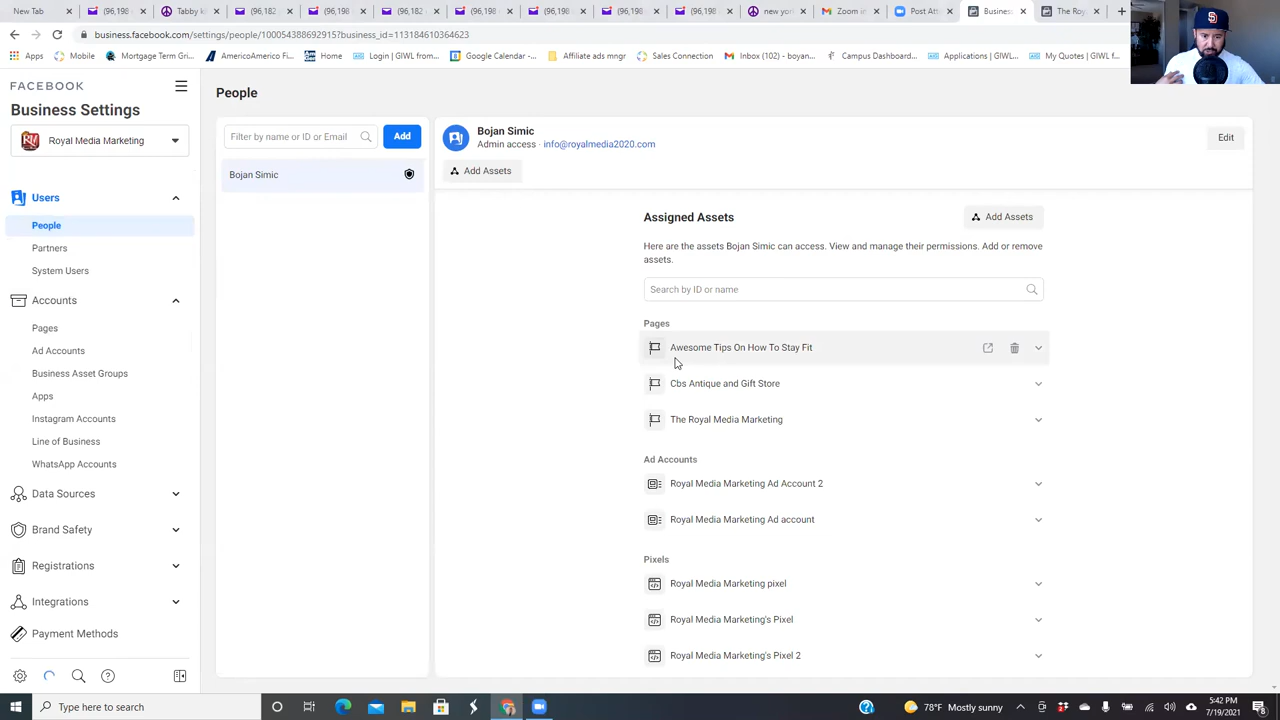 New Tab
Tabby ki
(96,182
(96,198
(96,182
(96,198
(96,198
(96,198
(96,198
new yor
Zoom in
Post Att
Busines
The Roy
business.facebook.com/settings/people/100054388692915?business_id=113184610364623
Apps
Mobile
Mortgage Term Gri...
AmericoAmerico Fi...
Home
Login | GIWL from...
Google Calendar -...
Affiliate ads mgmt
Sales Connection
Inbox (102) - boyan...
Campus Dashboard...
Applications | GIWL...
My Quotes | GIWL f
FACEBOOK
Business Settings
Royal Media Marketing
Users
People
Partners
System Users
Accounts
Pages
Ad Accounts
Business Asset Groups
Apps
Instagram Accounts
Line of Business
WhatsApp Accounts
Data Sources
Brand Safety
Registrations
Integrations
Payment Methods
People
Filter by name or ID or Email
Add
Bojan Simic
Bojan Simic
Admin access · info@royalmedia2020.com
Edit
Add Assets
Assigned Assets
Add Assets
Here are the assets Bojan Simic can access. View and manage their permissions. Add or remove
assets.
Search by ID or name
Pages
Awesome Tips On How To Stay Fit
Cbs Antique and Gift Store
The Royal Media Marketing
Ad Accounts
Royal Media Marketing Ad Account 2
Royal Media Marketing Ad account
Pixels
Royal Media Marketing pixel
Royal Media Marketing's Pixel
Royal Media Marketing's Pixel 2
Type here to search
78°F Mostly sunny
5:42 PM
7/19/2021